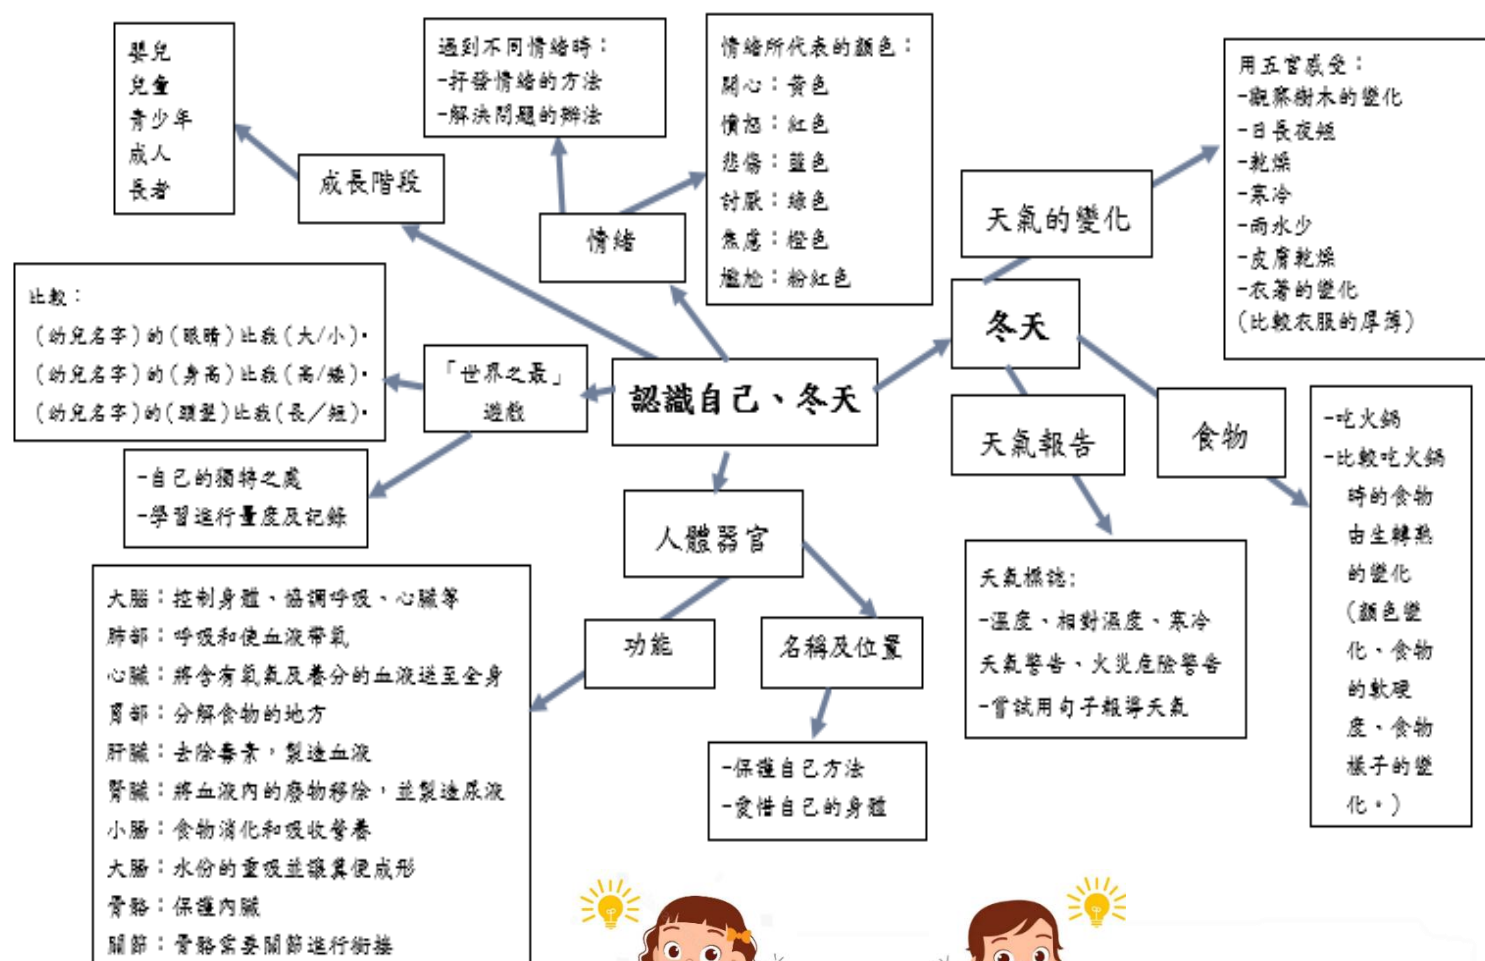 嬰兒
兒童
青少年
成人
長者
遇到不同情緒時：
-抒發情緒的方法
-解決問題的辦法
情緒所代表的顏色：
開心：黃色
憤怒：紅色
悲傷：藍色
討厭：綠色
焦慮：橙色
尷尬：粉紅色
用五官感受：
-觀察樹木的變化
-日長夜短
-乾燥
-寒冷
-雨水少
-皮膚乾燥
-衣著的變化
(比較衣服的厚薄)
成長階段
情緒
天氣的變化
比較：
(幼兒名字)的(眼睛)比我(大/小)。
(幼兒名字)的(身高)比我(高/矮)。
(幼兒名字)的(頭髮)比我(長／短)。
「世界之最」
遊戲
認識自己、冬天
冬天
天氣報告
食物
-吃火鍋
-比較吃火鍋
時的食物
由生轉熟
的變化
(顏色變
化、食物
的軟硬
度、食物
樣子的變
化。)
-自己的獨特之處
-學習進行量度及記錄
人體器官
功能
名稱及位置
天氣標誌:
-溫度、相對濕度、寒冷
天氣警告、火災危險警告
-嘗試用句子報導天氣
大腦：控制身體、協調呼吸、心臟等
肺部：呼吸和使血液帶氧
心臟：將含有氧氣及養分的血液送至全身
胃部：分解食物的地方
肝臟：去除毒素，製造血液
腎臟：將血液內的廢物移除，並製造尿液
小腸：食物消化和吸收營養
大腸：水份的重吸並讓糞便成形
骨骼：保護內臟
關節：骨骼需要關節進行銜接
-保護自己方法
-愛惜自己的身體